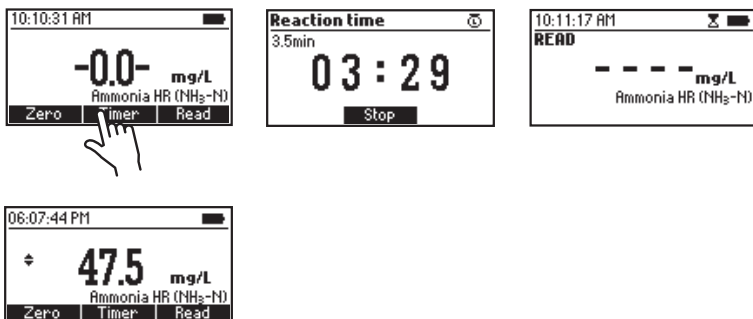 10:10:31 AM
-0.0- mg/L
Ammonia HR (NH₃-N)
Zero Timer Read
Reaction time
3.5min
03:29
Stop
10:11:17 AM
READ
- - - - mg/L
Ammonia HR (NH₃-N)
06:07:44 PM
47.5 mg/L
Ammonia HR (NH₃-N)
Zero Timer Read